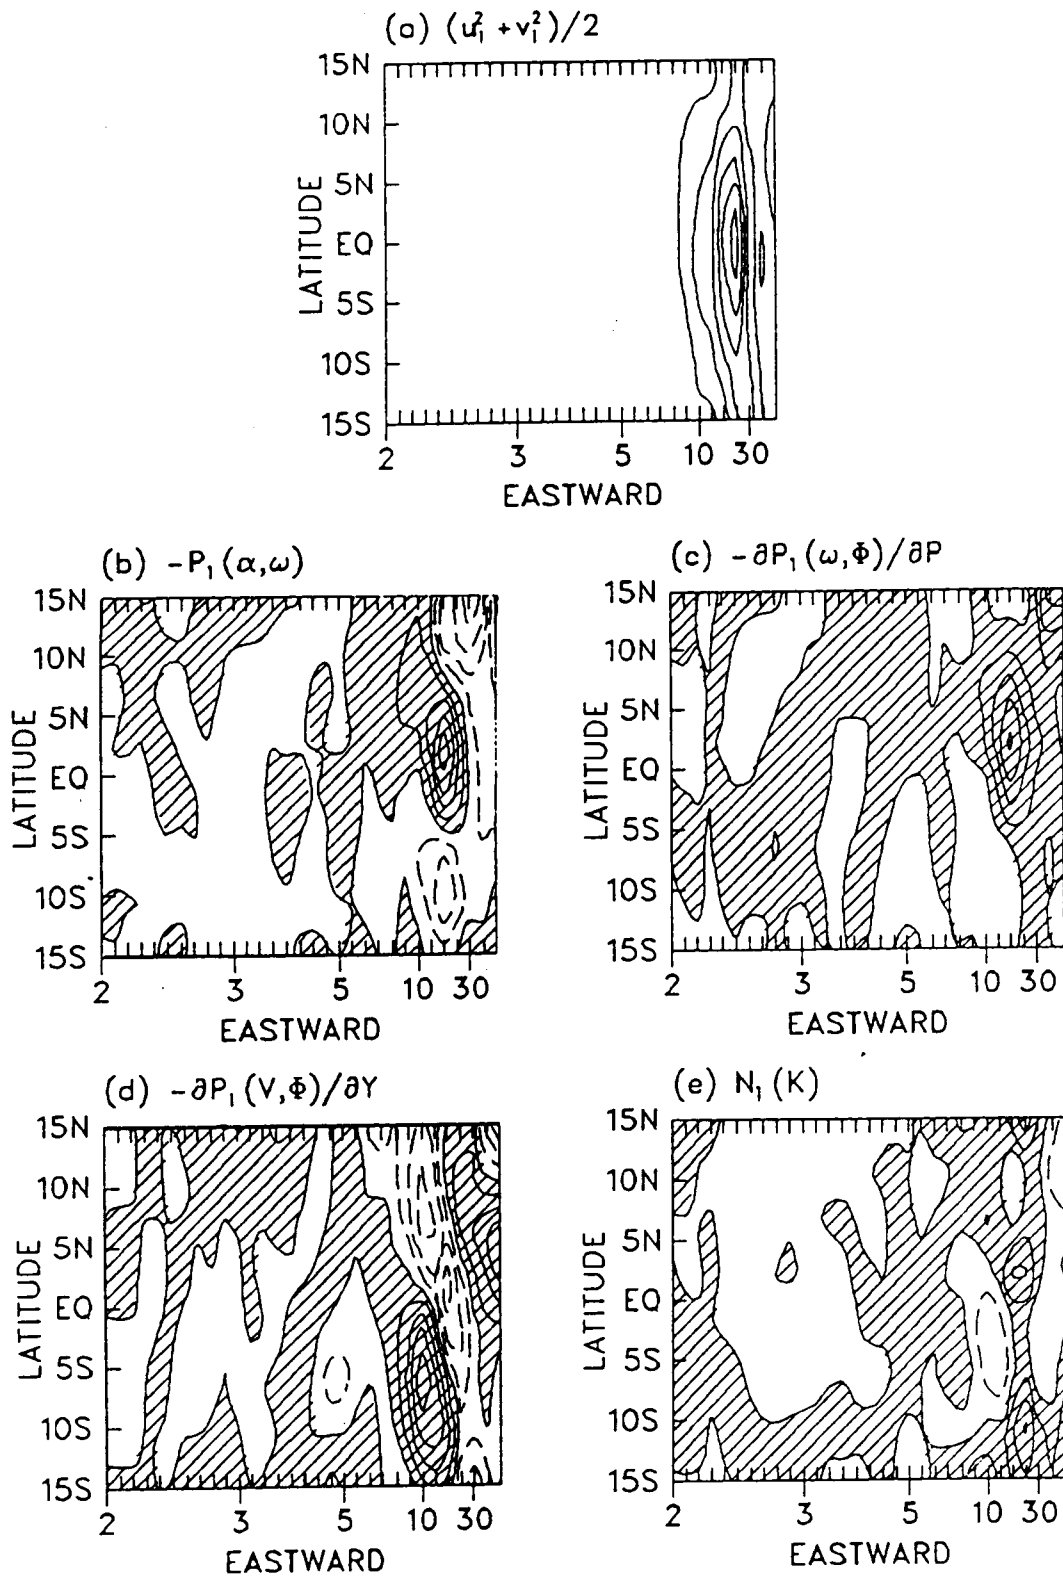 (a) (u₁² + v₁²)/2
15N
10N
5N
EQ
5S
10S
15S
LATITUDE
2 3 5 10 30
EASTWARD
(b) -P₁(α,ω)
15N
10N
5N
EQ
5S
10S
15S
LATITUDE
2 3 5 10 30
EASTWARD
(c) -∂P₁(ω,Φ)/∂P
15N
10N
5N
EQ
5S
10S
15S
LATITUDE
2 3 5 10 30
EASTWARD
(d) -∂P₁(V,Φ)/∂Y
15N
10N
5N
EQ
5S
10S
15S
LATITUDE
2 3 5 10 30
EASTWARD
(e) N₁(K)
15N
10N
5N
EQ
5S
10S
15S
LATITUDE
2 3 5 10 30
EASTWARD